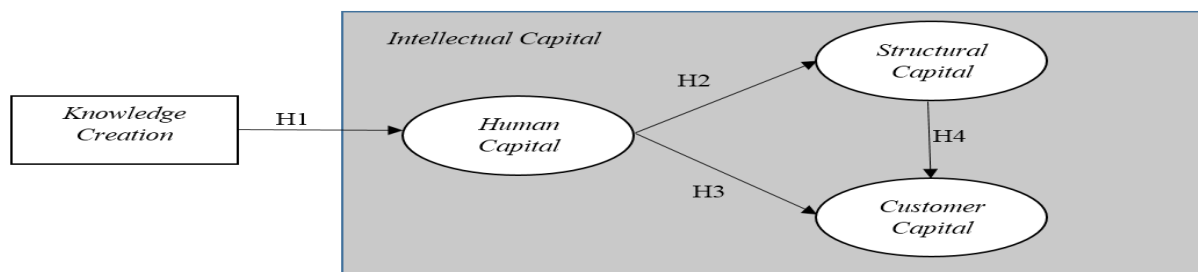 Intellectual Capital
Structural
Capital
H2
Knowledge
Creation
H1
Human
Capital
H4
H3
Customer
Capital